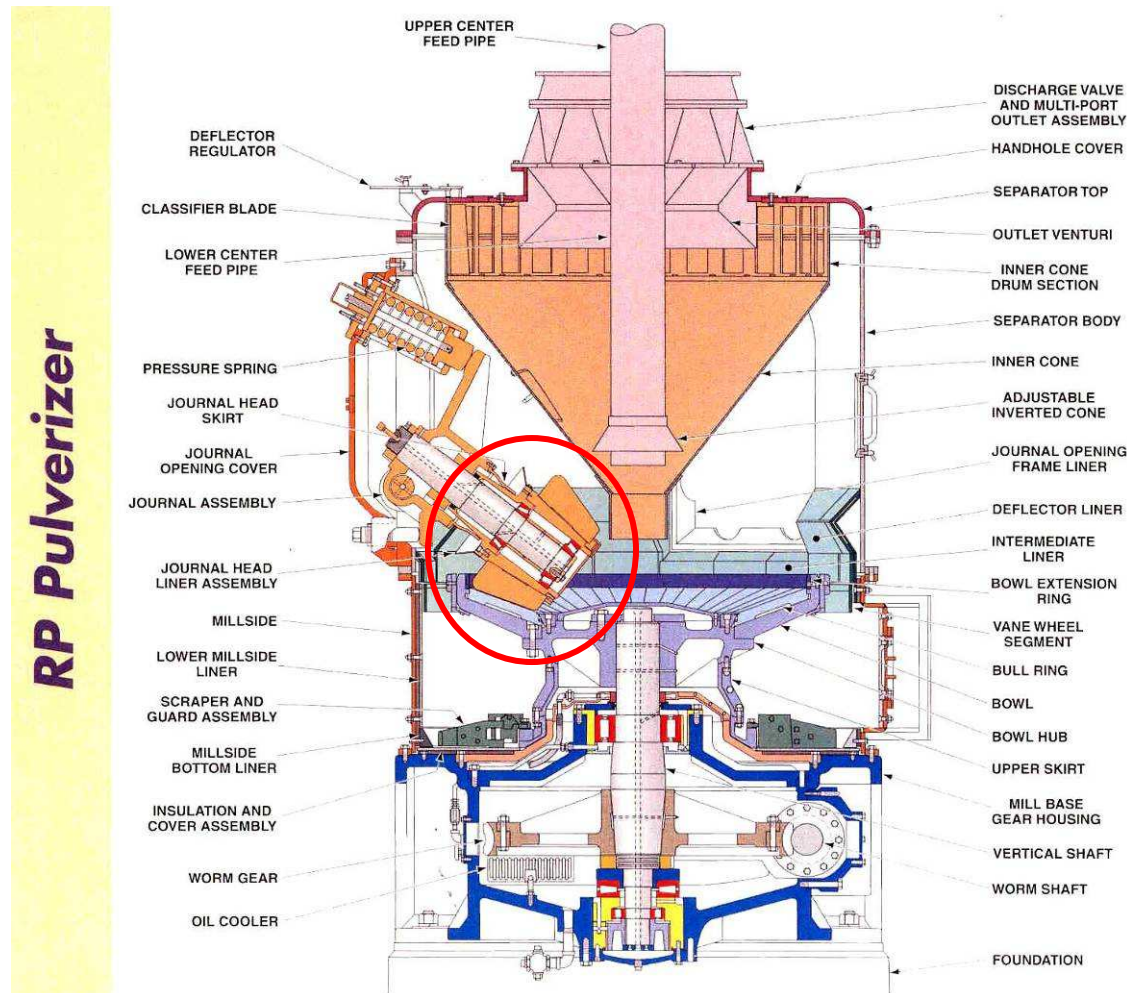 RP Pulverizer
UPPER CENTER
FEED PIPE
DEFLECTOR
REGULATOR
CLASSIFIER BLADE
LOWER CENTER
FEED PIPE
PRESSURE SPRING
JOURNAL HEAD
SKIRT
JOURNAL
OPENING COVER
JOURNAL ASSEMBLY
JOURNAL HEAD
LINER ASSEMBLY
MILLSIDE
LOWER MILLSIDE
LINER
SCRAPER AND
GUARD ASSEMBLY
MILLSIDE
BOTTOM LINER
INSULATION AND
COVER ASSEMBLY
WORM GEAR
OIL COOLER
DISCHARGE VALVE
AND MULTI-PORT
OUTLET ASSEMBLY
HANDHOLE COVER
SEPARATOR TOP
OUTLET VENTURI
INNER CONE
DRUM SECTION
SEPARATOR BODY
INNER CONE
ADJUSTABLE
INVERTED CONE
JOURNAL OPENING
FRAME LINER
DEFLECTOR LINER
INTERMEDIATE
LINER
BOWL EXTENSION
RING
VANE WHEEL
SEGMENT
BULL RING
BOWL
BOWL HUB
UPPER SKIRT
MILL BASE
GEAR HOUSING
VERTICAL SHAFT
WORM SHAFT
FOUNDATION